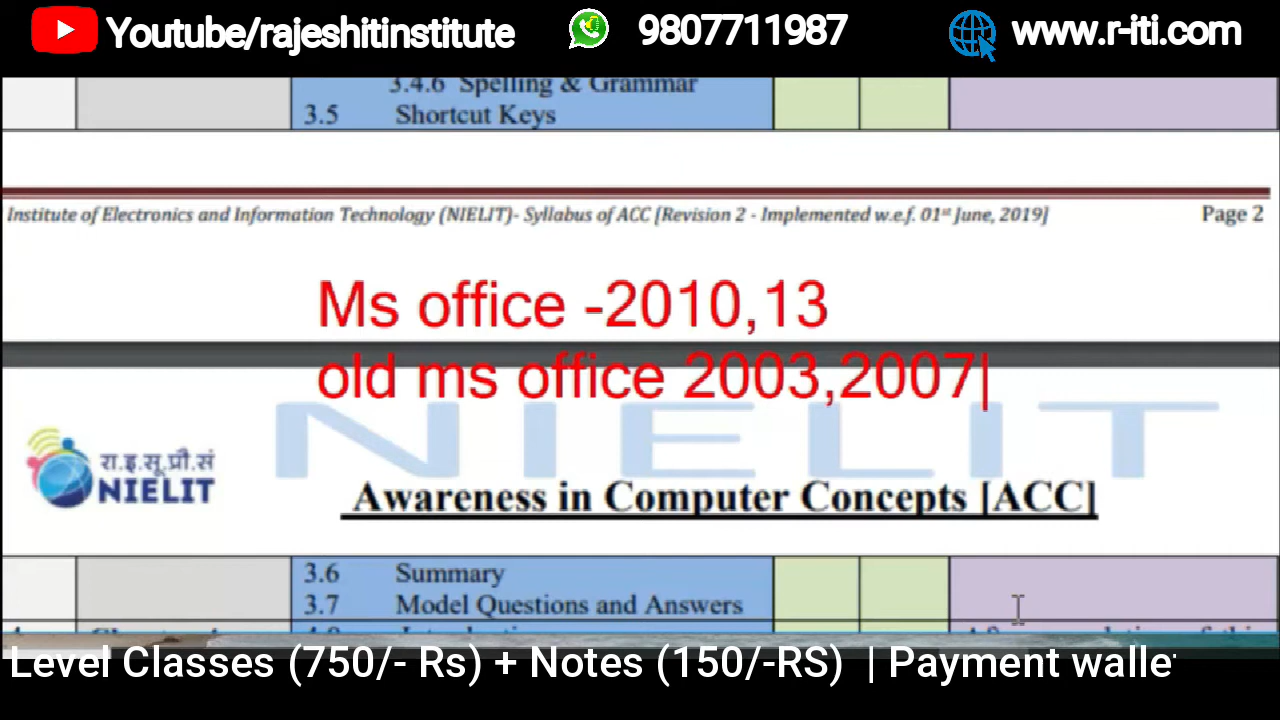 Youtube/rajeshitinstitute 9807711987 www.r-iti.com
3.4.6 Spelling & Grammar
3.5 Shortcut Keys
Institute of Electronics and Information Technology (NIELIT)- Syllabus of ACC [Revision 2 - Implemented w.e.f. 01st June, 2019] Page 2
Ms office -2010,13
old ms office 2003,2007
NIELIT
रा.इ.सू.प्रौ.सं
NIELIT
Awareness in Computer Concepts [ACC]
3.6 Summary
3.7 Model Questions and Answers
Level Classes (750/- Rs) + Notes (150/-RS) | Payment